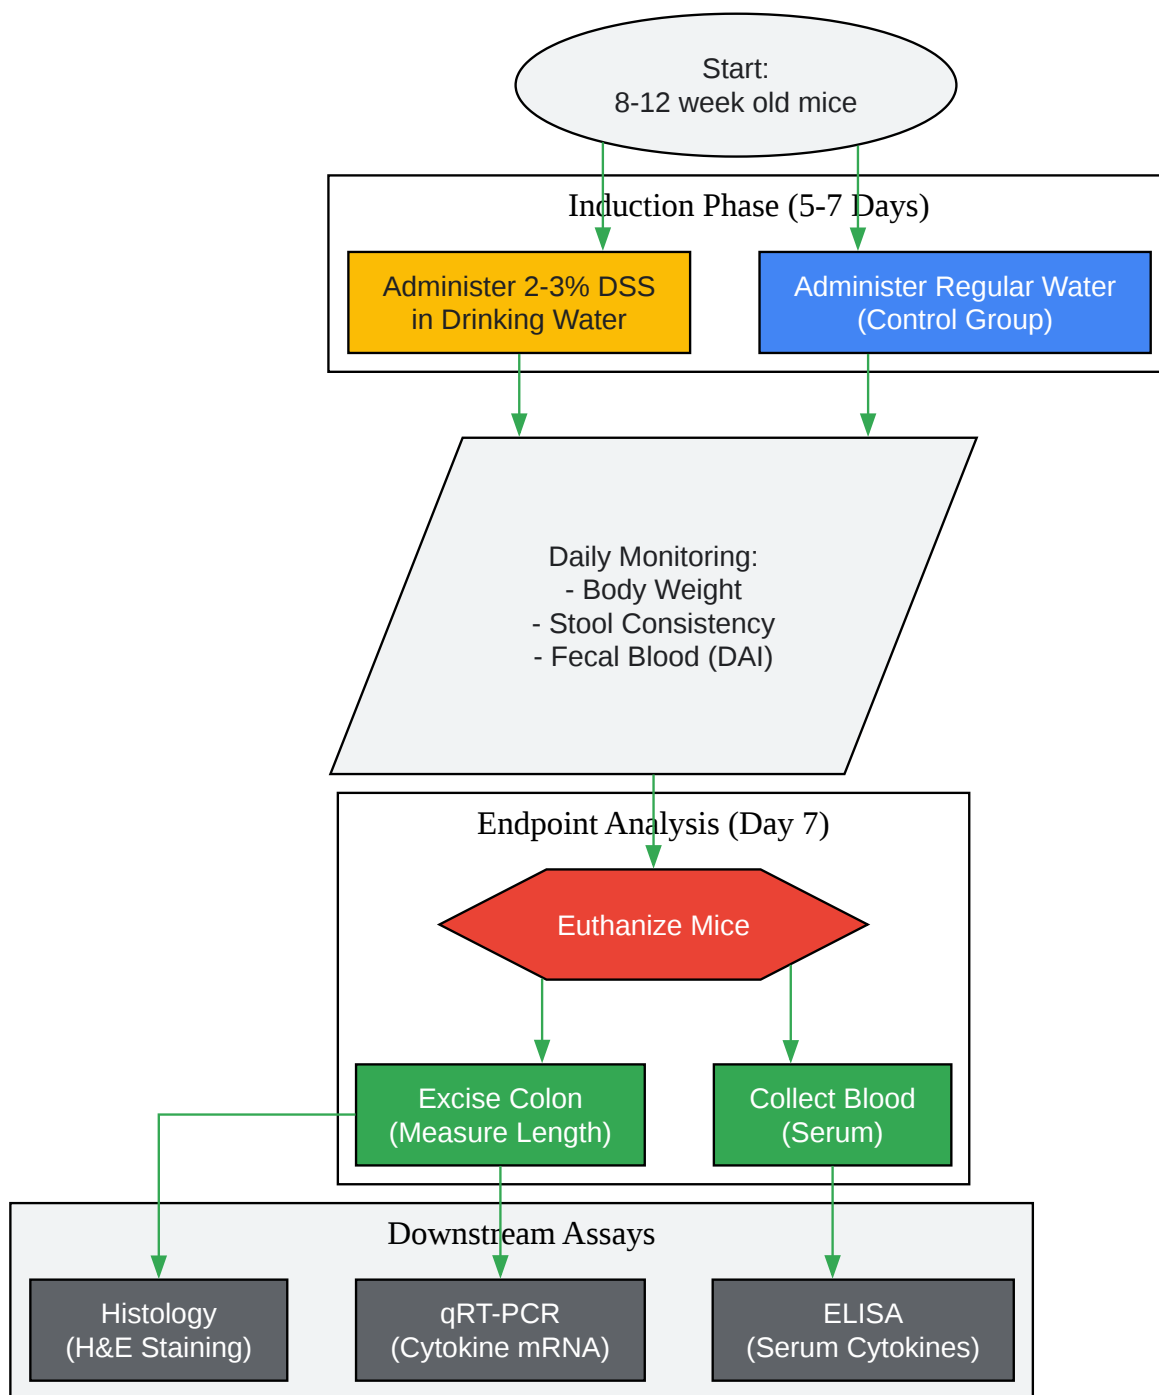 Start:
8-12 week old mice
Induction Phase (5-7 Days)
Administer 2-3% DSS
in Drinking Water
Administer Regular Water
(Control Group)
Daily Monitoring:
- Body Weight
- Stool Consistency
- Fecal Blood (DAI)
Endpoint Analysis (Day 7)
Euthanize Mice
Excise Colon
(Measure Length)
Collect Blood
(Serum)
Downstream Assays
Histology
(H&E Staining)
qRT-PCR
(Cytokine mRNA)
ELISA
(Serum Cytokines)